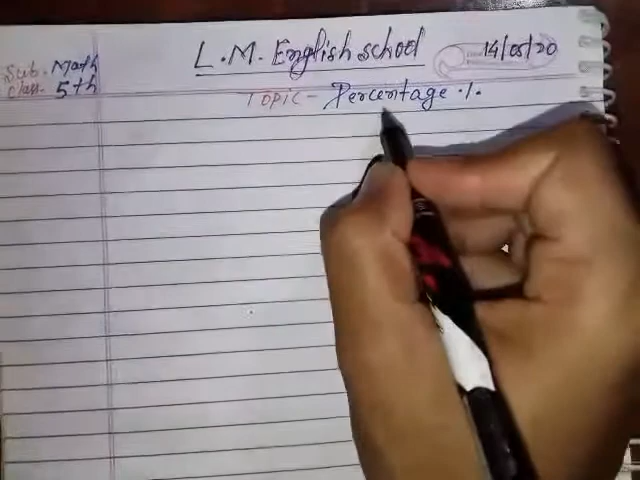 L.M. English school
14/05/20
Sub. Math
Class. 5th
Topic - Percentage %.